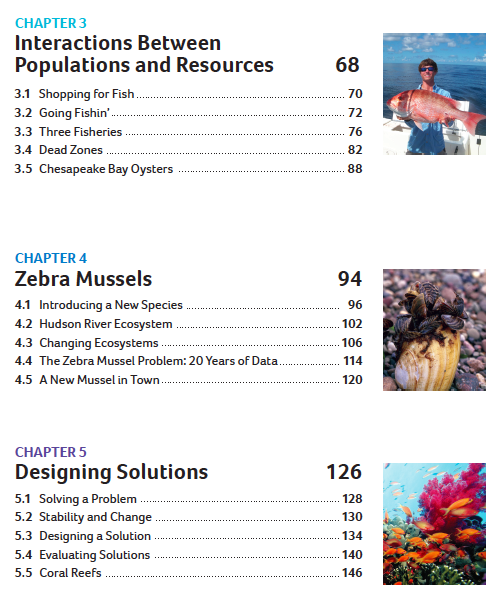 CHAPTER 3
Interactions Between
Populations and Resources 68
3.1 Shopping for Fish 70
3.2 Going Fishin' 72
3.3 Three Fisheries 76
3.4 Dead Zones 82
3.5 Chesapeake Bay Oysters 88
CHAPTER 4
Zebra Mussels 94
4.1 Introducing a New Species 96
4.2 Hudson River Ecosystem 102
4.3 Changing Ecosystems 106
4.4 The Zebra Mussel Problem: 20 Years of Data 114
4.5 A New Mussel in Town 120
CHAPTER 5
Designing Solutions 126
5.1 Solving a Problem 128
5.2 Stability and Change 130
5.3 Designing a Solution 134
5.4 Evaluating Solutions 140
5.5 Coral Reefs 146